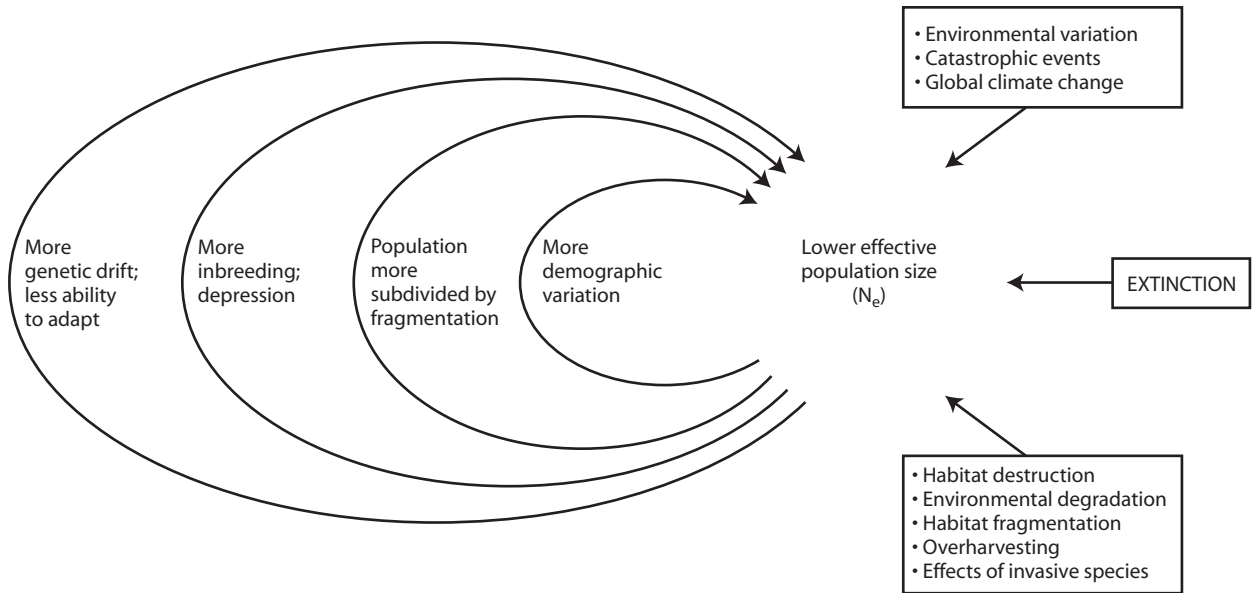 • Environmental variation
• Catastrophic events
• Global climate change
More
genetic drift;
less ability
to adapt
More
inbreeding;
depression
Population
more
subdivided by
fragmentation
More
demographic
variation
Lower effective
population size
(Ne)
EXTINCTION
• Habitat destruction
• Environmental degradation
• Habitat fragmentation
• Overharvesting
• Effects of invasive species